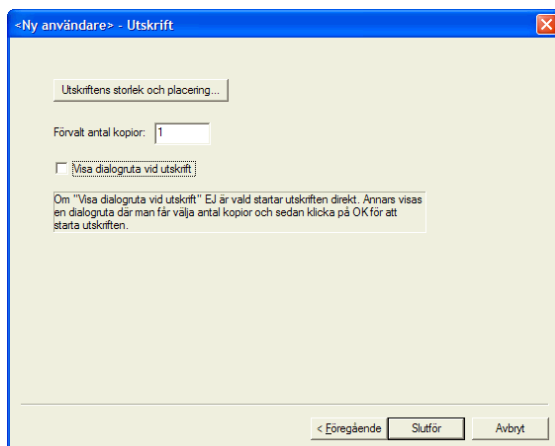 <Ny användare> - Utskrift
Utskriftens storlek och placering...
Förvalt antal kopior: 1
Visa dialogruta vid utskrift
Om "Visa dialogruta vid utskrift" EJ är vald startar utskriften direkt. Annars visas
en dialogruta där man får välja antal kopior och sedan klicka på OK för att
starta utskriften.
< Föregående Slutför Avbryt